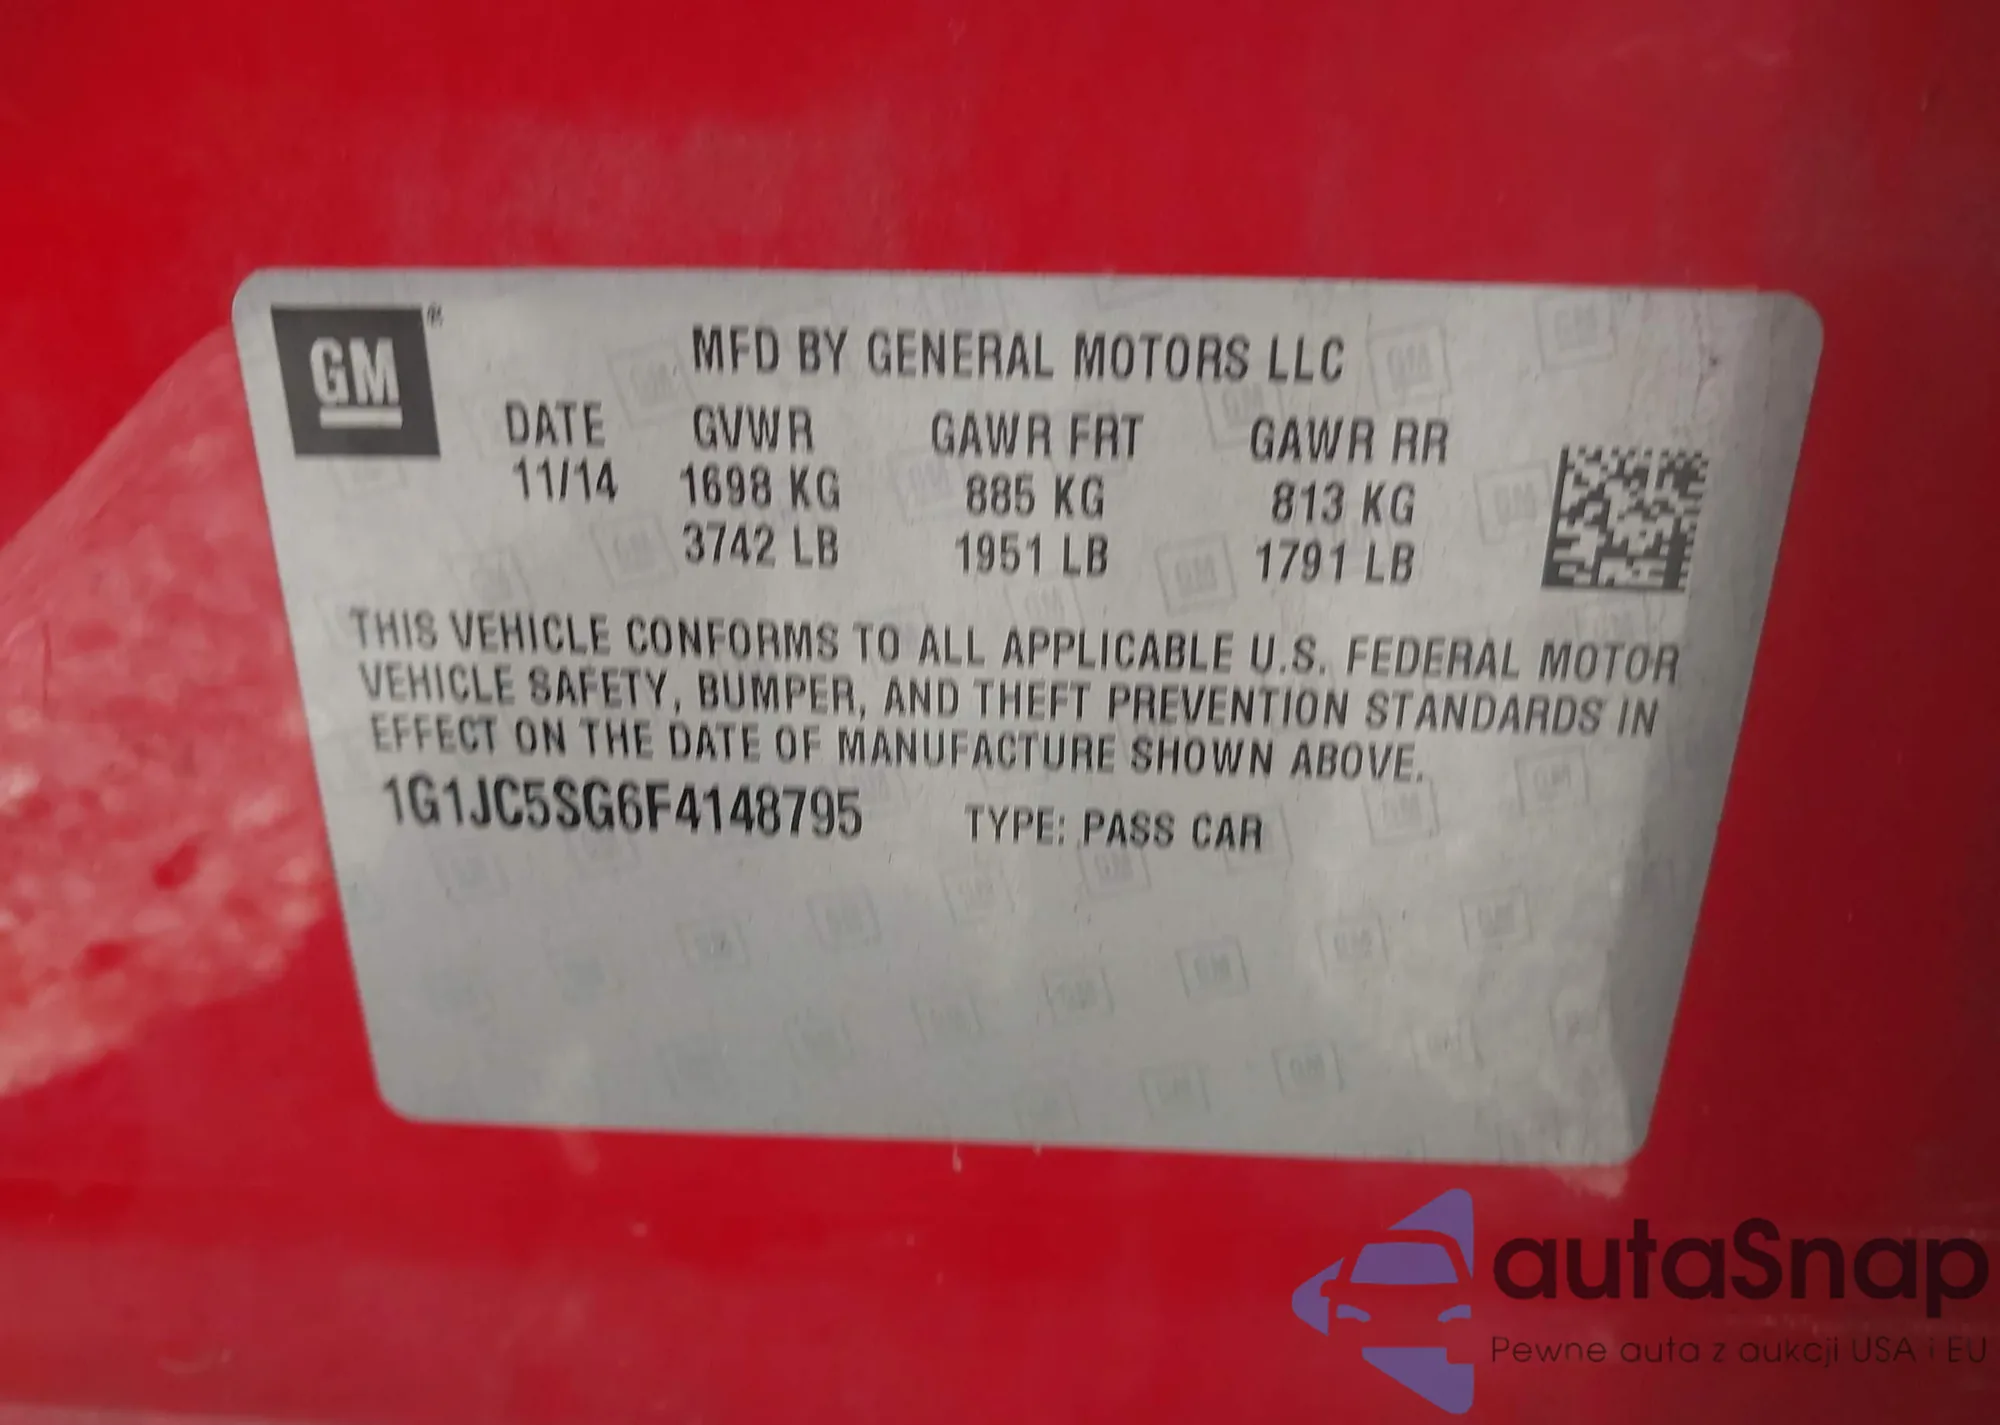 GM ®
MFD BY GENERAL MOTORS LLC
DATE GVWR GAWR FRT GAWR RR
11/14 1698 KG 885 KG 813 KG
3742 LB 1951 LB 1791 LB
THIS VEHICLE CONFORMS TO ALL APPLICABLE U.S. FEDERAL MOTOR
VEHICLE SAFETY, BUMPER, AND THEFT PREVENTION STANDARDS IN
EFFECT ON THE DATE OF MANUFACTURE SHOWN ABOVE.
1G1JC5SG6F4148795 TYPE: PASS CAR
autaSnap
Pewne auta z aukcji USA i EU